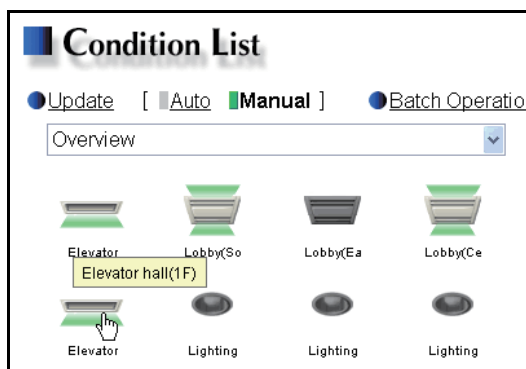 Condition List
Update [ Auto Manual ] Batch Operatio
Overview
Elevator Lobby(So Lobby(Ea Lobby(Ce
Elevator hall(1F)
Elevator Lighting Lighting Lighting